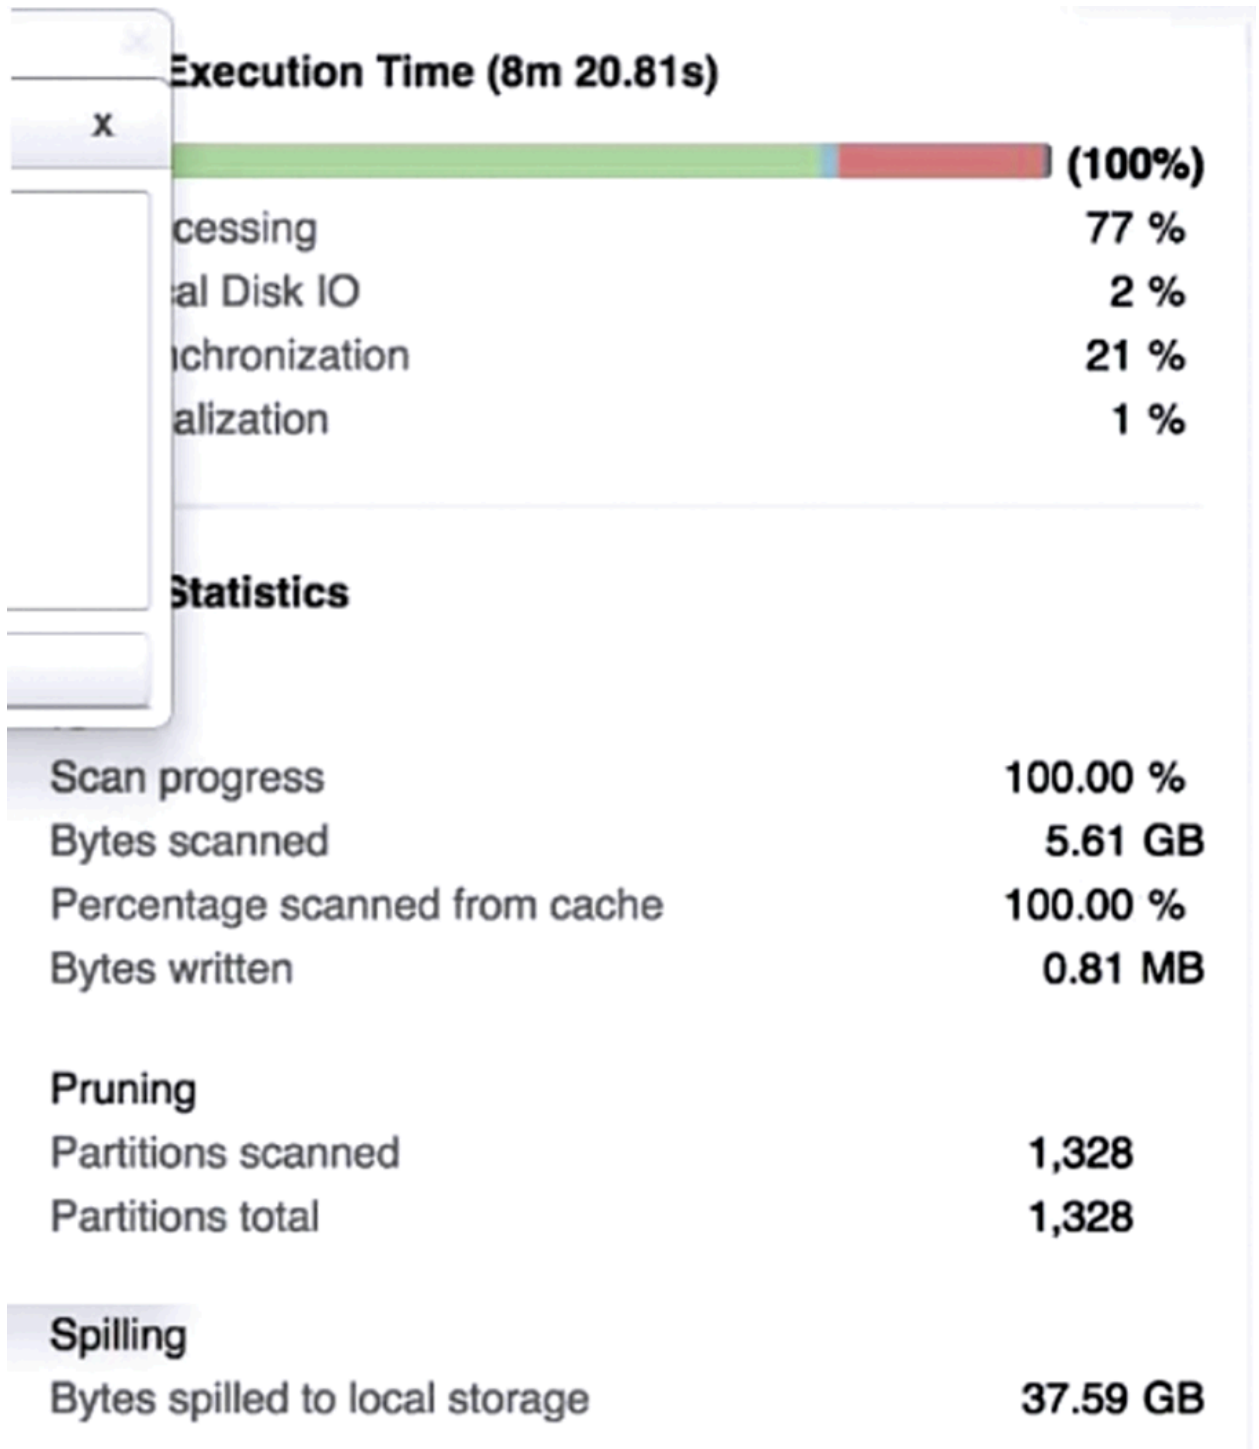 Execution Time (8m 20.81s)
x
(100%)
cessing 77 %
al Disk IO 2 %
nchronization 21 %
alization 1 %
Statistics
Scan progress 100.00 %
Bytes scanned 5.61 GB
Percentage scanned from cache 100.00 %
Bytes written 0.81 MB
Pruning
Partitions scanned 1,328
Partitions total 1,328
Spilling
Bytes spilled to local storage 37.59 GB